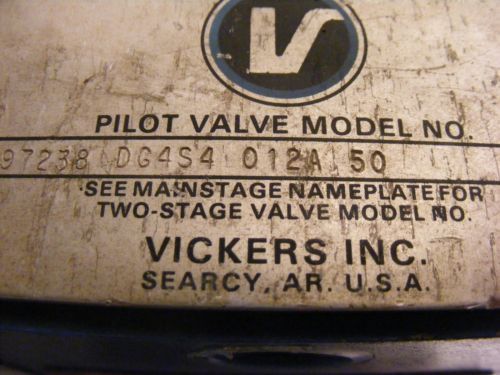 V
PILOT VALVE MODEL NO.
97238 DG4S4 012A 50
SEE MAINSTAGE NAMEPLATE FOR
TWO-STAGE VALVE MODEL NO.
VICKERS INC.
SEARCY, AR. U.S.A.